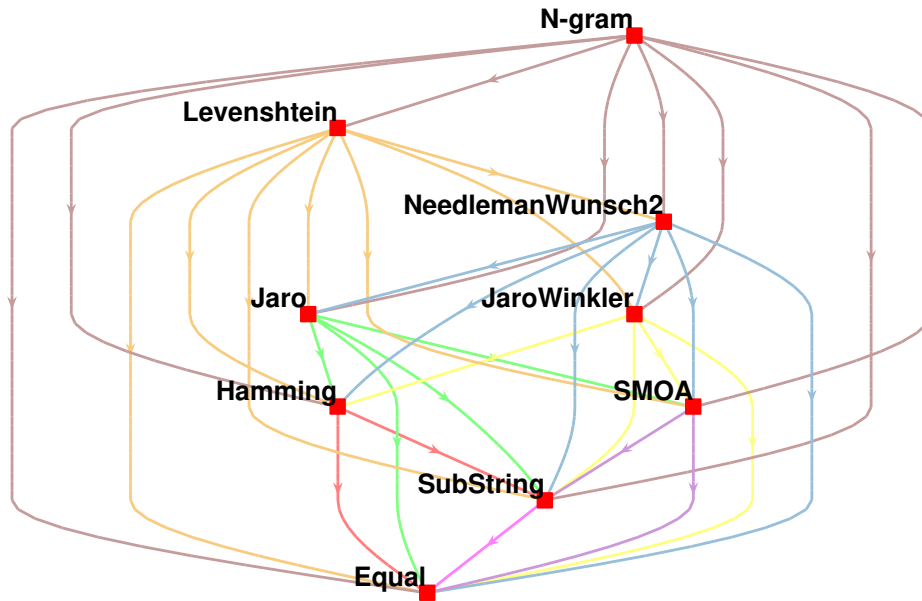 N-gram
Levenshtein
NeedlemanWunsch2
Jaro
JaroWinkler
Hamming
SMOA
SubString
Equal